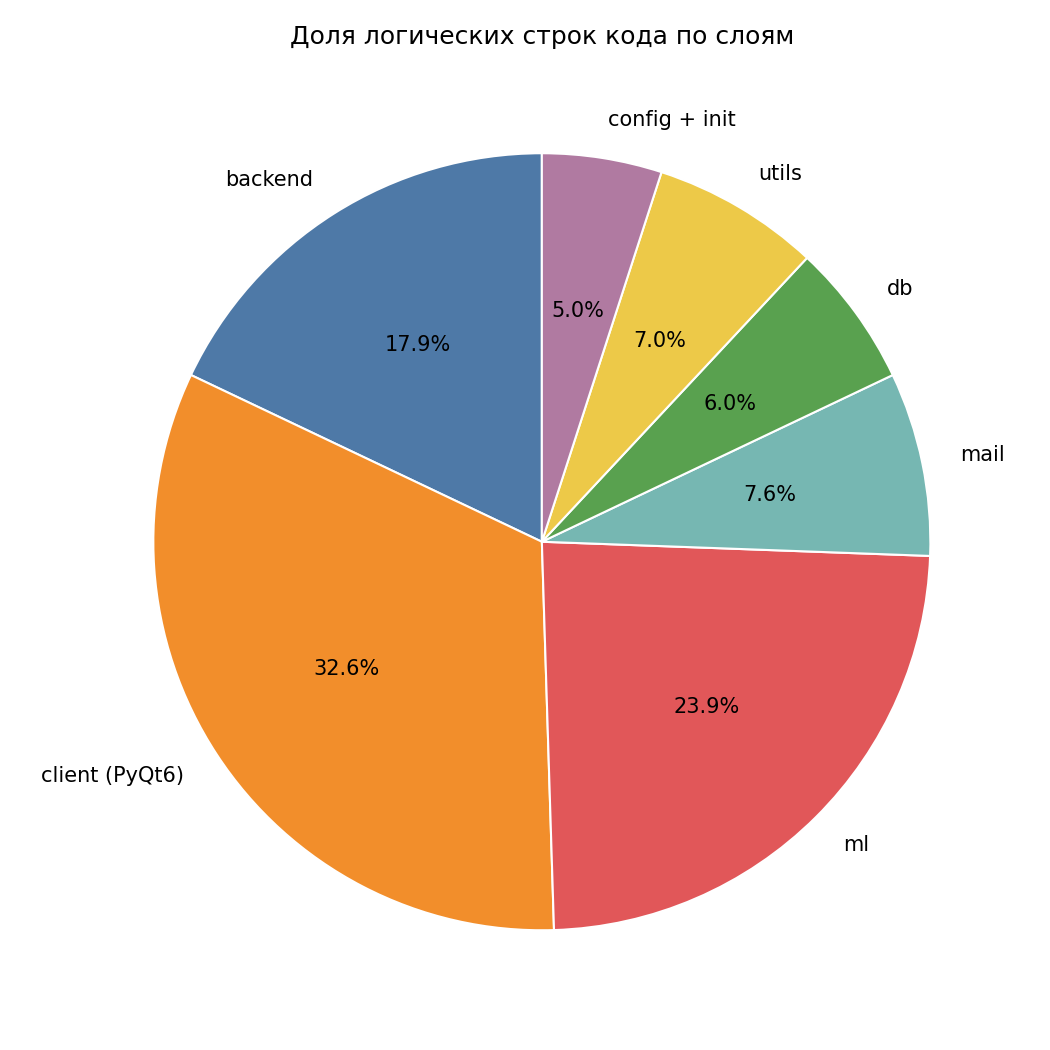 Доля логических строк кода по слоям
config + init
utils
backend
db
5.0%
7.0%
17.9%
6.0%
mail
7.6%
32.6%
23.9%
client (PyQt6)
ml